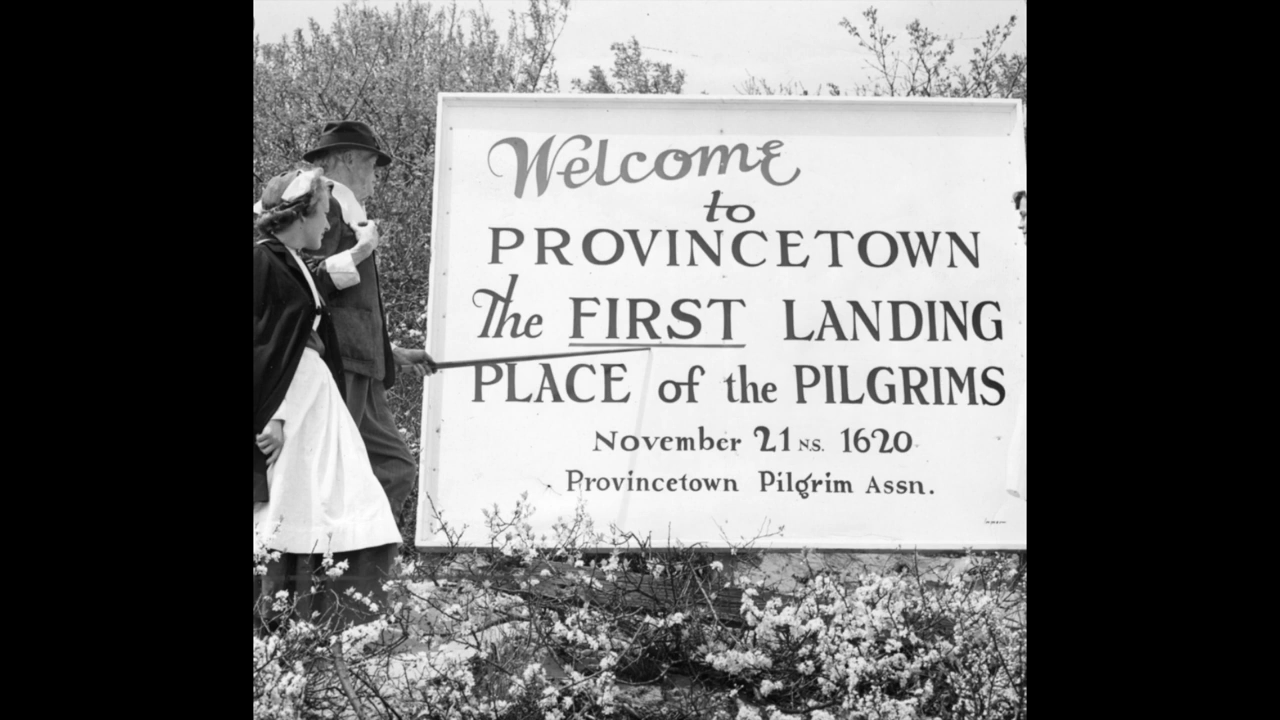 Welcome
to
PROVINCETOWN
The FIRST LANDING
PLACE of the PILGRIMS
November 21 N.S. 1620
Provincetown Pilgrim Assn.